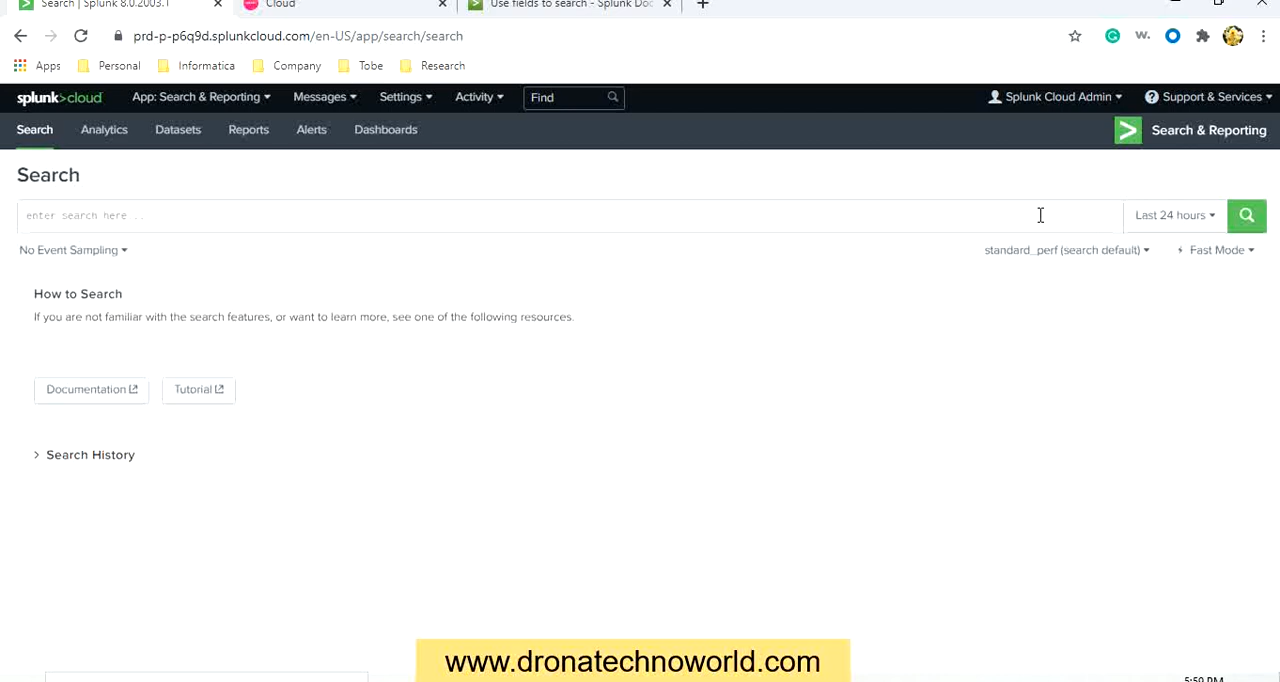 Search | Splunk 8.0.2003.1
Cloud
Use fields to search - Splunk Doc
prd-p-p6q9d.splunkcloud.com/en-US/app/search/search
Apps Personal Informatica Company Tobe Research
splunk>cloud App: Search & Reporting Messages Settings Activity Find Splunk Cloud Admin Support & Services
Search Analytics Datasets Reports Alerts Dashboards Search & Reporting
Search
enter search here ... Last 24 hours
No Event Sampling standard_perf (search default) Fast Mode
How to Search
If you are not familiar with the search features, or want to learn more, see one of the following resources.
Documentation Tutorial
Search History
www.dronatechnoworld.com
5:59 PM